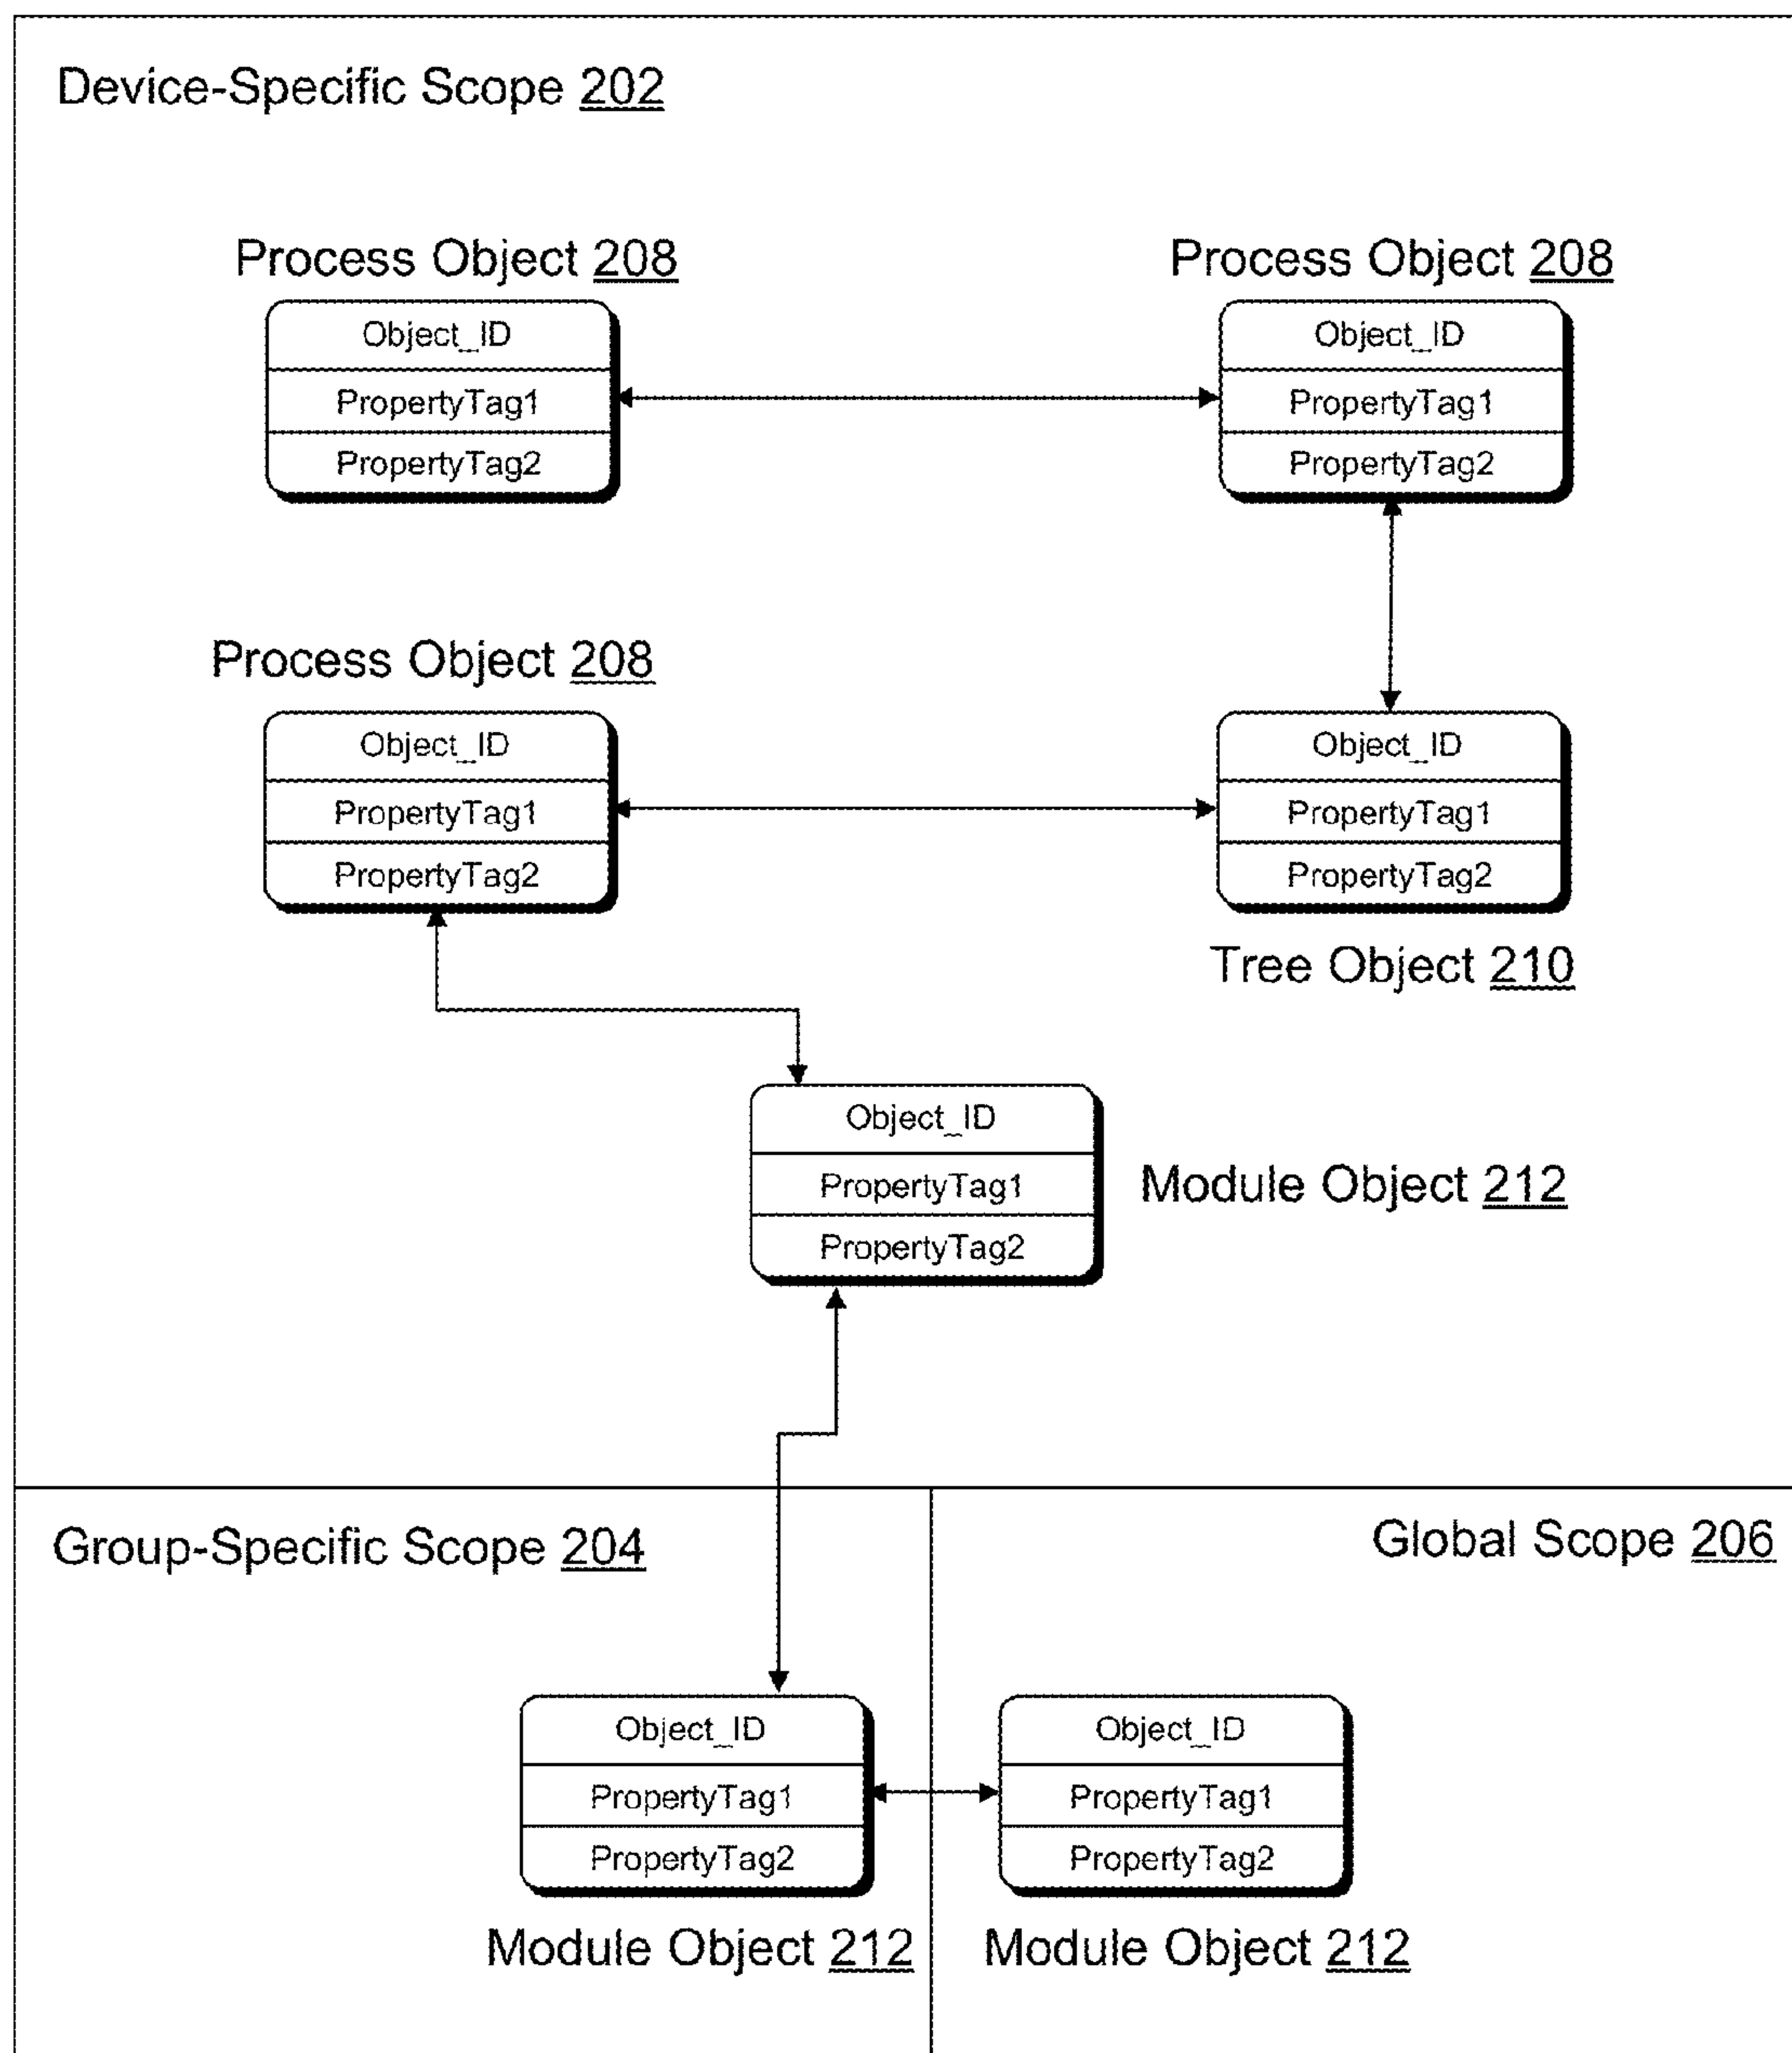 Device-Specific Scope 202
Process Object 208
Object_ID
PropertyTag1
PropertyTag2
Process Object 208
Object_ID
PropertyTag1
PropertyTag2
Process Object 208
Object_ID
PropertyTag1
PropertyTag2
Object_ID
PropertyTag1
PropertyTag2
Tree Object 210
Object_ID
PropertyTag1
PropertyTag2
Module Object 212
Group-Specific Scope 204
Object_ID
PropertyTag1
PropertyTag2
Module Object 212
Global Scope 206
Object_ID
PropertyTag1
PropertyTag2
Module Object 212